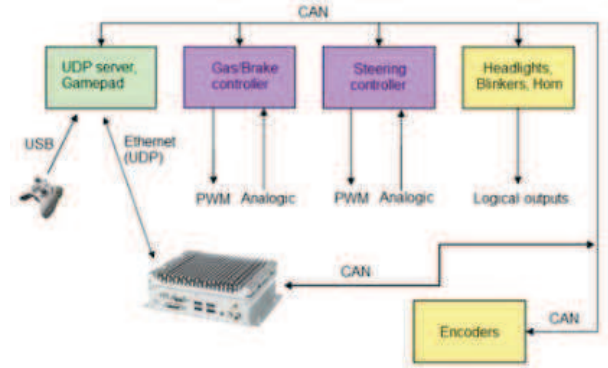 CAN
UDP server,
Gamepad
Gas/Brake
controller
Steering
controller
Headlights,
Blinkers, Horn
USB
Ethernet
(UDP)
PWM Analogic
PWM Analogic
Logical outputs
CAN
Encoders
CAN